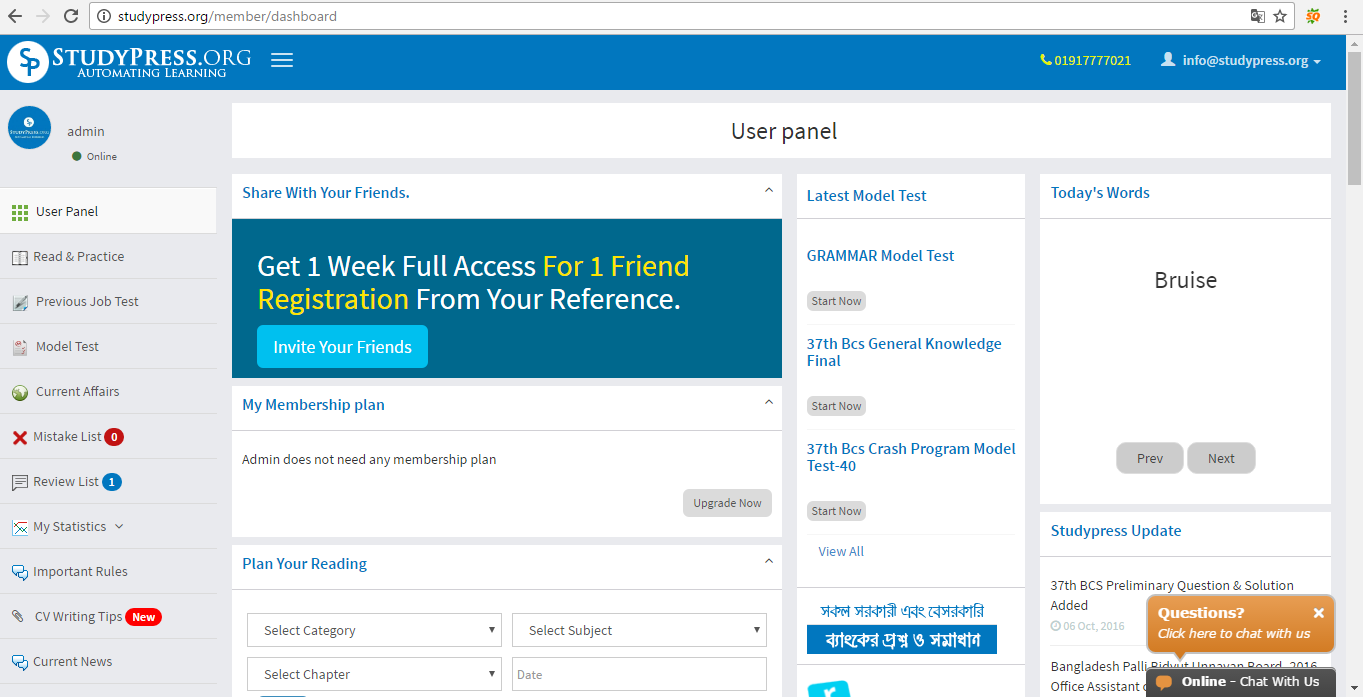 studypress.org/member/dashboard
SP STUDYPRESS.ORG
AUTOMATING LEARNING
01917777021
info@studypress.org
admin
Online
User Panel
Read & Practice
Previous Job Test
Model Test
Current Affairs
Mistake List 0
Review List 1
My Statistics
Important Rules
CV Writing Tips New
Current News
User panel
Share With Your Friends.
Get 1 Week Full Access For 1 Friend
Registration From Your Reference.
Invite Your Friends
My Membership plan
Admin does not need any membership plan
Upgrade Now
Plan Your Reading
Select Category
Select Subject
Select Chapter
Date
Latest Model Test
GRAMMAR Model Test
Start Now
37th Bcs General Knowledge
Final
Start Now
37th Bcs Crash Program Model
Test-40
Start Now
View All
সকল সরকারী এবং বেসরকারি
ব্যাংকের প্রশ্ন ও সমাধান
Today's Words
Bruise
Prev
Next
Studypress Update
37th BCS Preliminary Question & Solution
Added
06 Oct, 2016
Bangladesh Palli Bidyut Unnayan Board 2016
Office Assistant
Questions?
Click here to chat with us
Online - Chat With Us